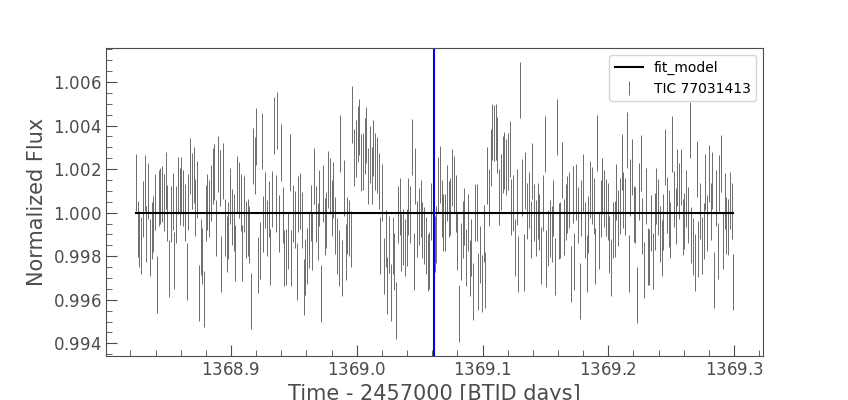 1.006
1.004
1.002
1.000
0.998
0.996
0.994
Normalized Flux
fit_model
TIC 77031413
1368.9 1369.0 1369.1 1369.2 1369.3
Time - 2457000 [BTJD days]